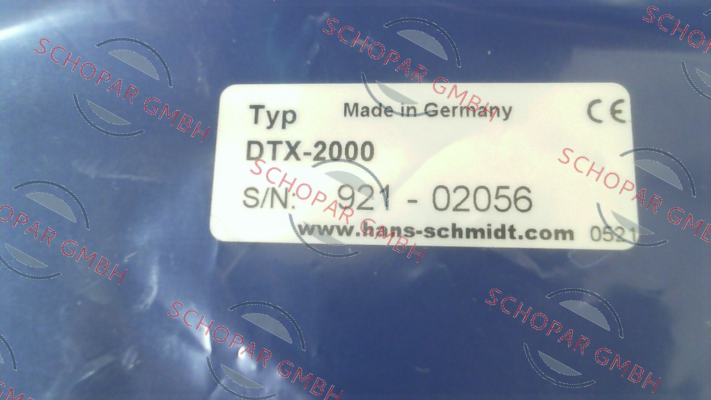 Typ Made in Germany CE
DTX-2000
S/N: 921 - 02056
www.hans-schmidt.com 0521
SCHOPAR GMBH
SCHOPAR GMBH
SCHOPAR GMBH
SCHOPAR GMBH
SCHOPAR GMBH
SCHOPAR GMBH
SCHOPAR GMBH
SCHOPAR